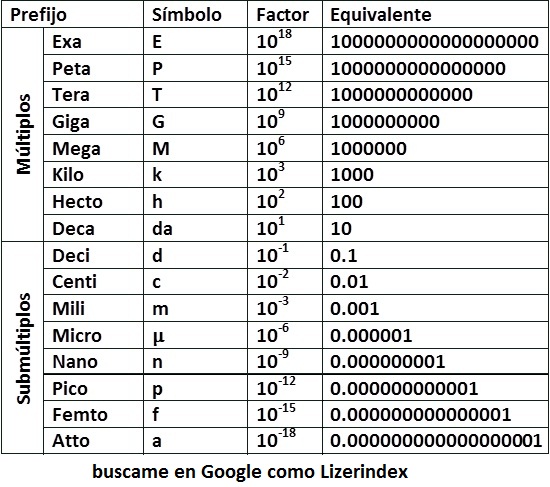 Prefijo Símbolo Factor Equivalente
Múltiplos
Exa E 10^18 1000000000000000000
Peta P 10^15 1000000000000000
Tera T 10^12 1000000000000
Giga G 10^9 1000000000
Mega M 10^6 1000000
Kilo k 10^3 1000
Hecto h 10^2 100
Deca da 10^1 10
Submúltiplos
Deci d 10^-1 0.1
Centi c 10^-2 0.01
Mili m 10^-3 0.001
Micro µ 10^-6 0.000001
Nano n 10^-9 0.000000001
Pico p 10^-12 0.000000000001
Femto f 10^-15 0.000000000000001
Atto a 10^-18 0.000000000000000001
buscame en Google como Lizerindex